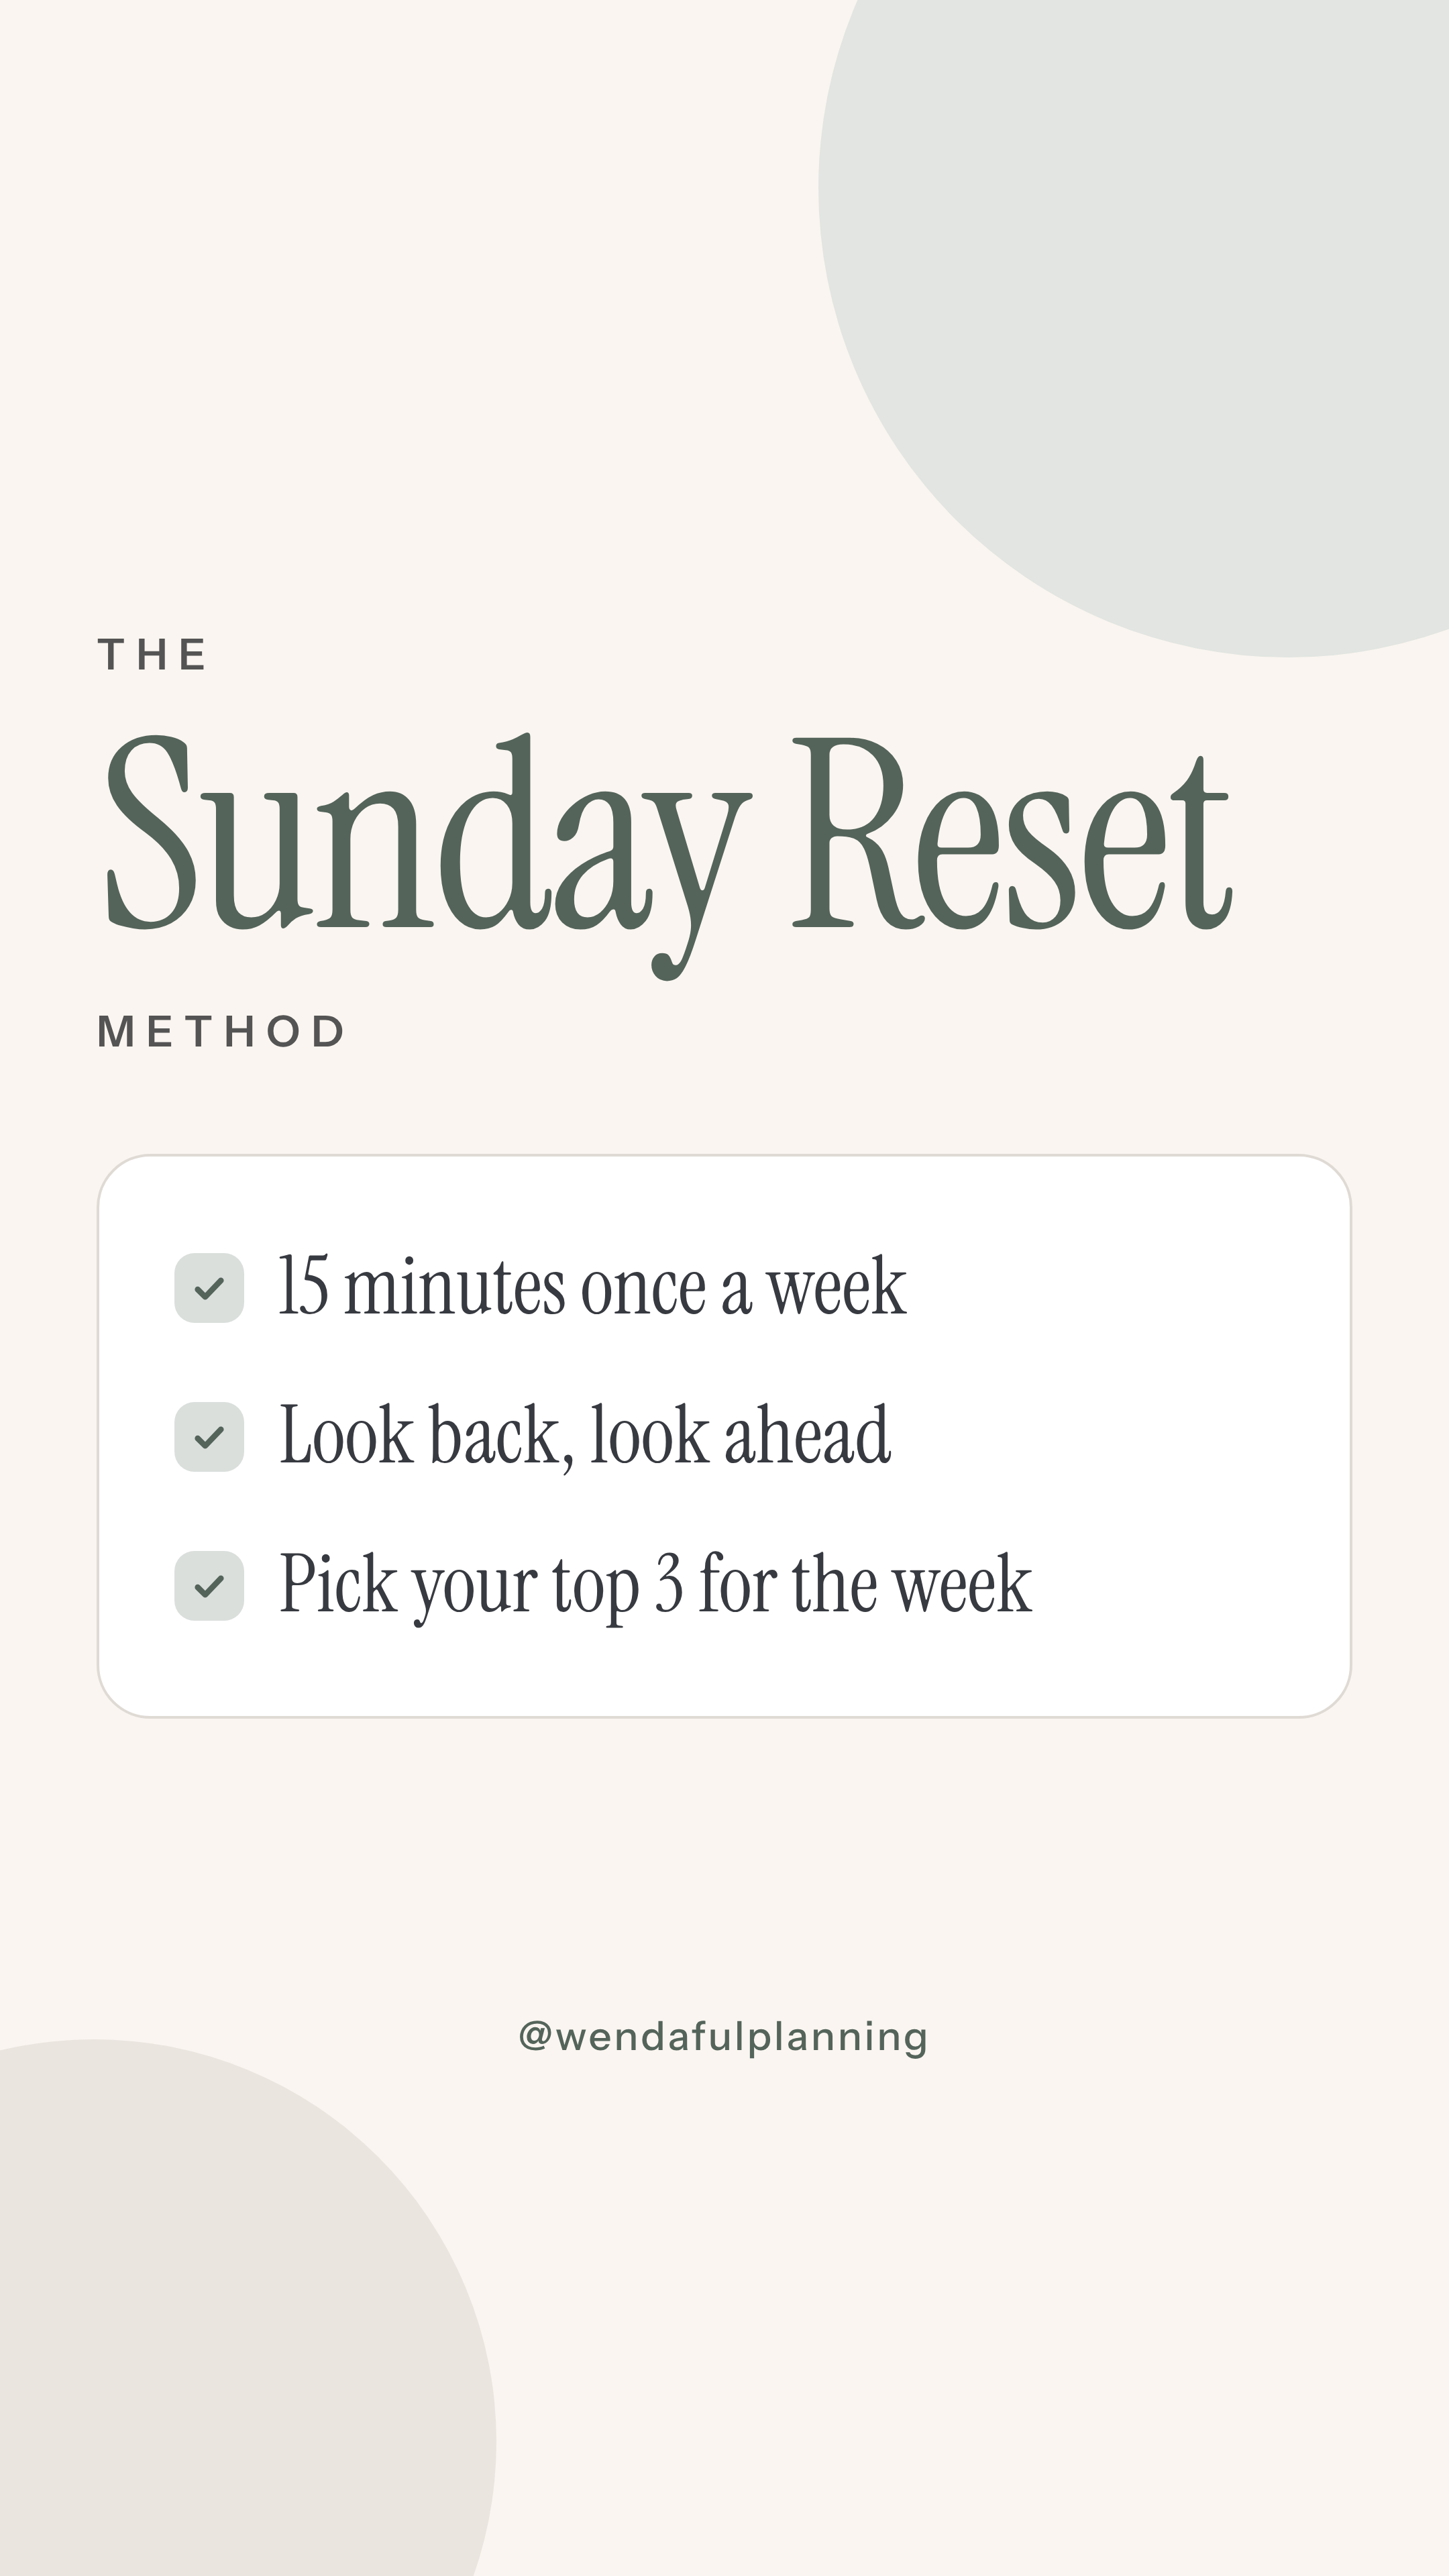 THE
Sunday Reset
METHOD
15 minutes once a week
Look back, look ahead
Pick your top 3 for the week
@wendafulplanning